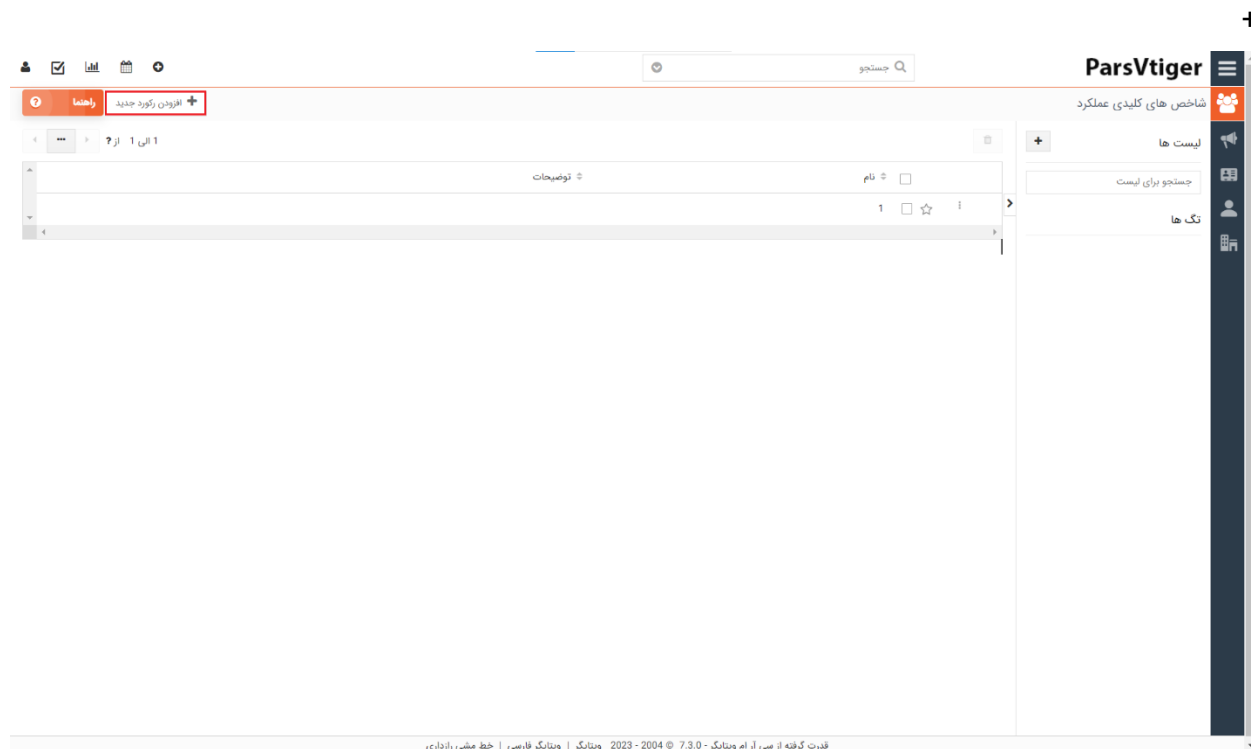 +
ParsVtiger
جستجو
شاخص های کلیدی عملکرد
+ افزودن رکورد جدید
راهنما ?
لیست ها +
1 الی 1 از ?
جستجو برای لیست
نام
توضیحات
1
تگ ها
قدرت گرفته از سی آر ام ویتایگر - 7.3.0 © 2004 - 2023 ویتایگر | ویتایگر فارسی | خط مشی رازداری